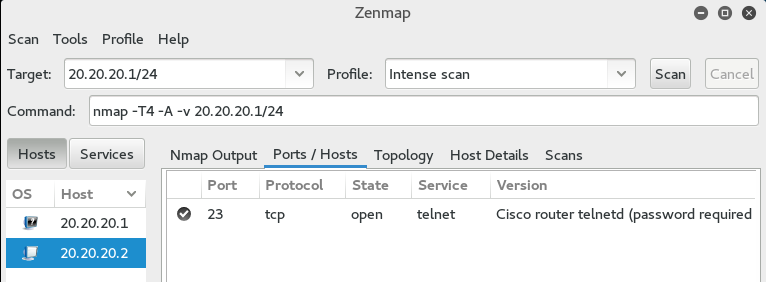 Zenmap
Scan Tools Profile Help
Target: 20.20.20.1/24 Profile: Intense scan Scan Cancel
Command: nmap -T4 -A -v 20.20.20.1/24
Hosts Services Nmap Output Ports / Hosts Topology Host Details Scans
OS Host Port Protocol State Service Version
20.20.20.1 23 tcp open telnet Cisco router telnetd (password required
20.20.20.2